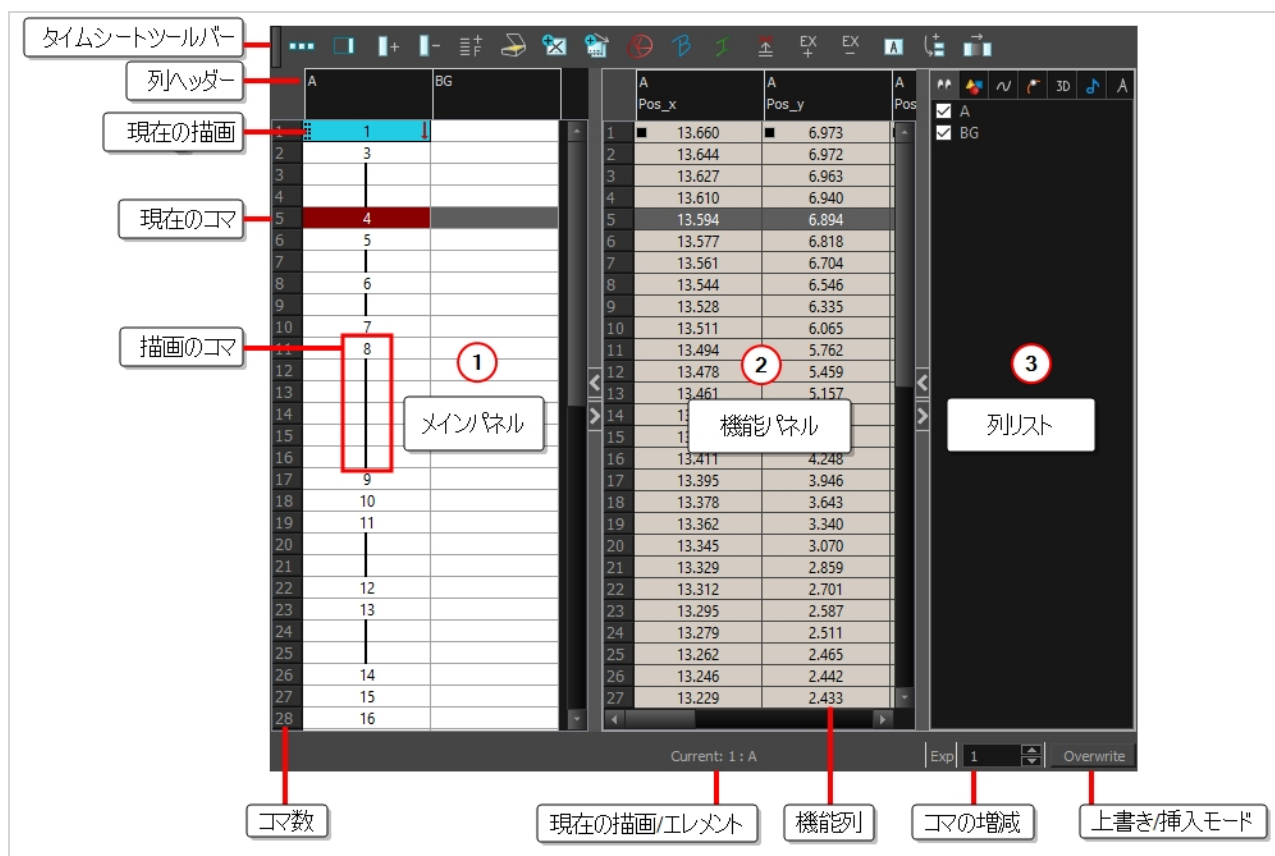 タイムシートツールバー
EX EX A
列ヘッダー
A BG A A A 3D A
Pos_x Pos_y Pos
現在の描画
1 1 1 13.660 6.973 A
2 3 2 13.644 6.972 BG
3 3 13.627 6.963
4 4 13.610 6.940
現在のコマ
5 4 5 13.594 6.894
6 5 6 13.577 6.818
7 7 13.561 6.704
8 6 8 13.544 6.546
9 9 13.528 6.335
10 7 10 13.511 6.065
描画のコマ
11 8 11 13.494 5.762
1 2 3
12 12 13.478 5.459
13 13 13.461 5.157
メインパネル 機能パネル 列リスト
14 14
15 15
16 16 13.411 4.248
17 9 17 13.395 3.946
18 10 18 13.378 3.643
19 11 19 13.362 3.340
20 20 13.345 3.070
21 21 13.329 2.859
22 12 22 13.312 2.701
23 13 23 13.295 2.587
24 24 13.279 2.511
25 25 13.262 2.465
26 14 26 13.246 2.442
27 15 27 13.229 2.433
28 16
Current: 1 : A Exp 1 Overwrite
コマ数 現在の描画/エレメント 機能列 コマの増減 上書き/挿入モード